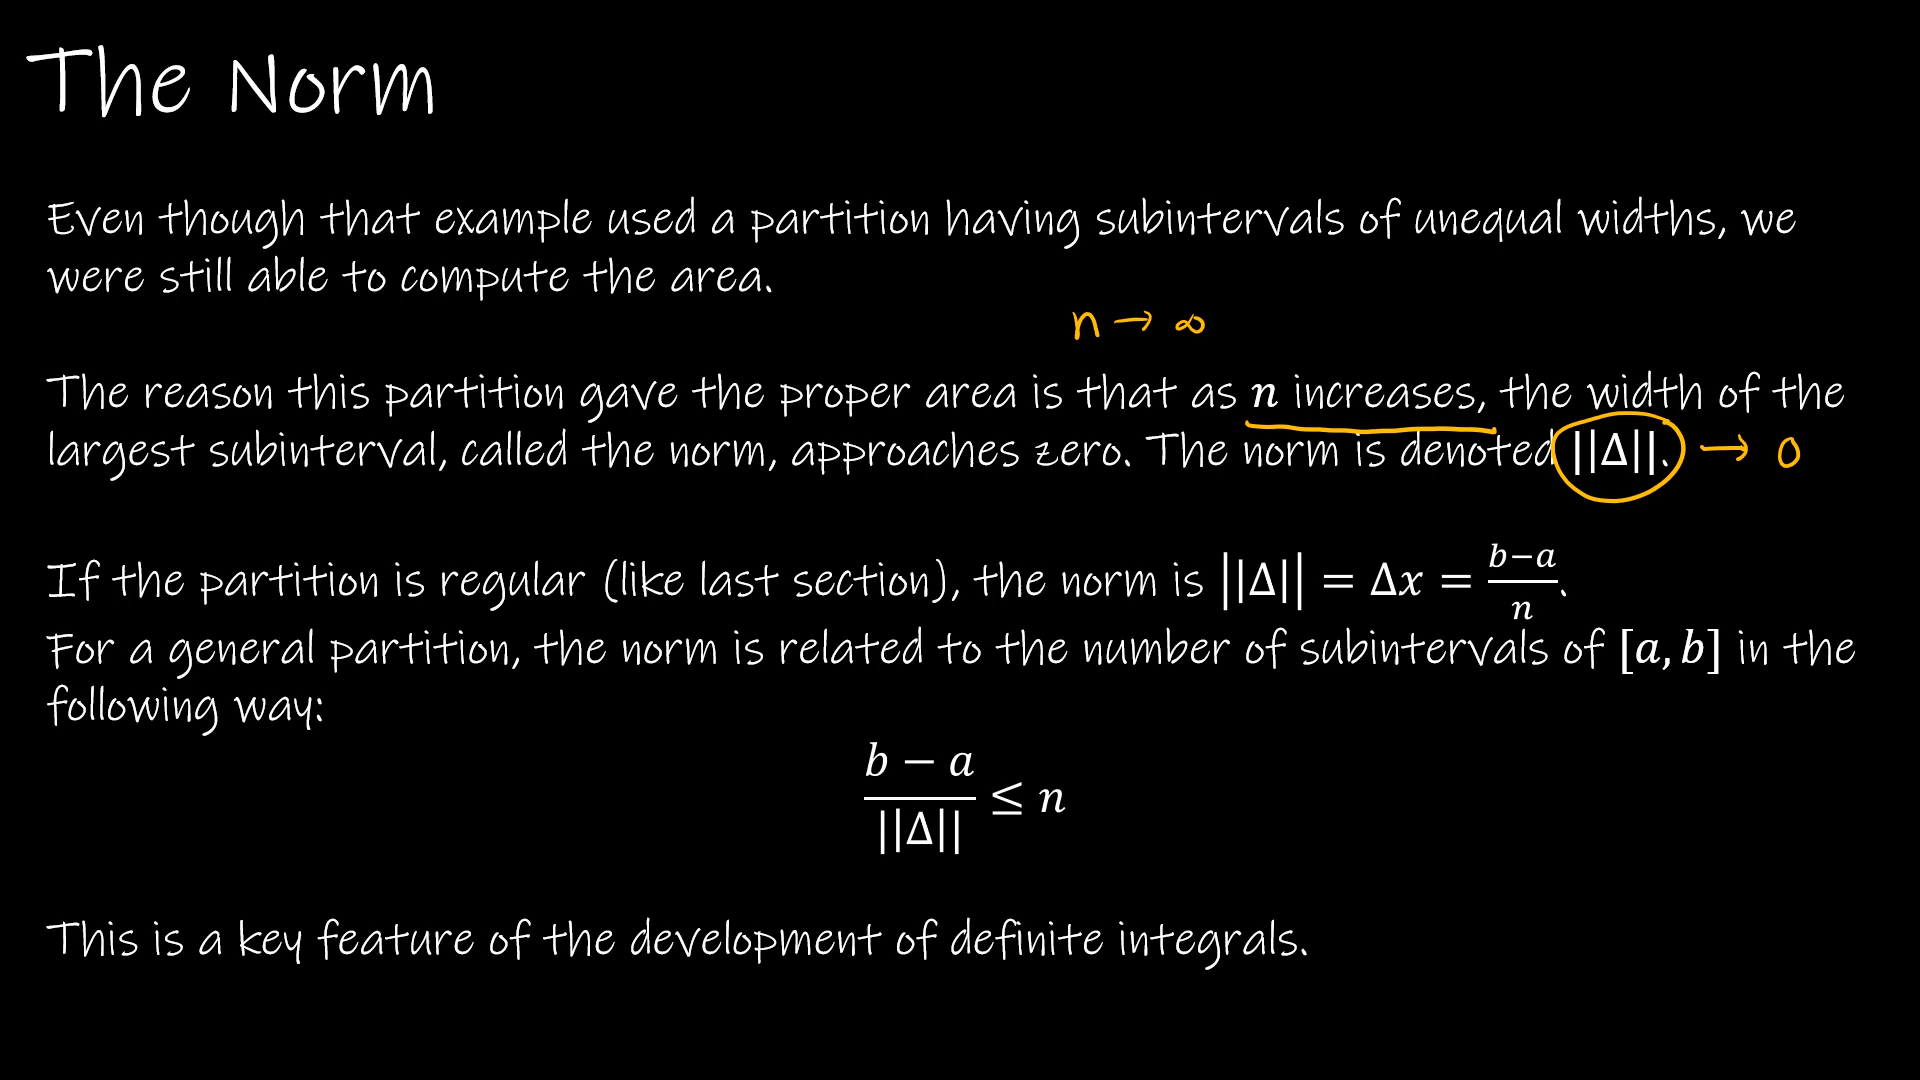 The Norm
Even though that example used a partition having subintervals of unequal widths, we
were still able to compute the area.
n → ∞
The reason this partition gave the proper area is that as n increases, the width of the
largest subinterval, called the norm, approaches zero. The norm is denoted ||Δ||. → 0
If the partition is regular (like last section), the norm is ||Δ|| = Δx = \frac{b−a}{n}.
For a general partition, the norm is related to the number of subintervals of [a, b] in the
following way:
\frac{b − a}{||Δ||} ≤ n
This is a key feature of the development of definite integrals.